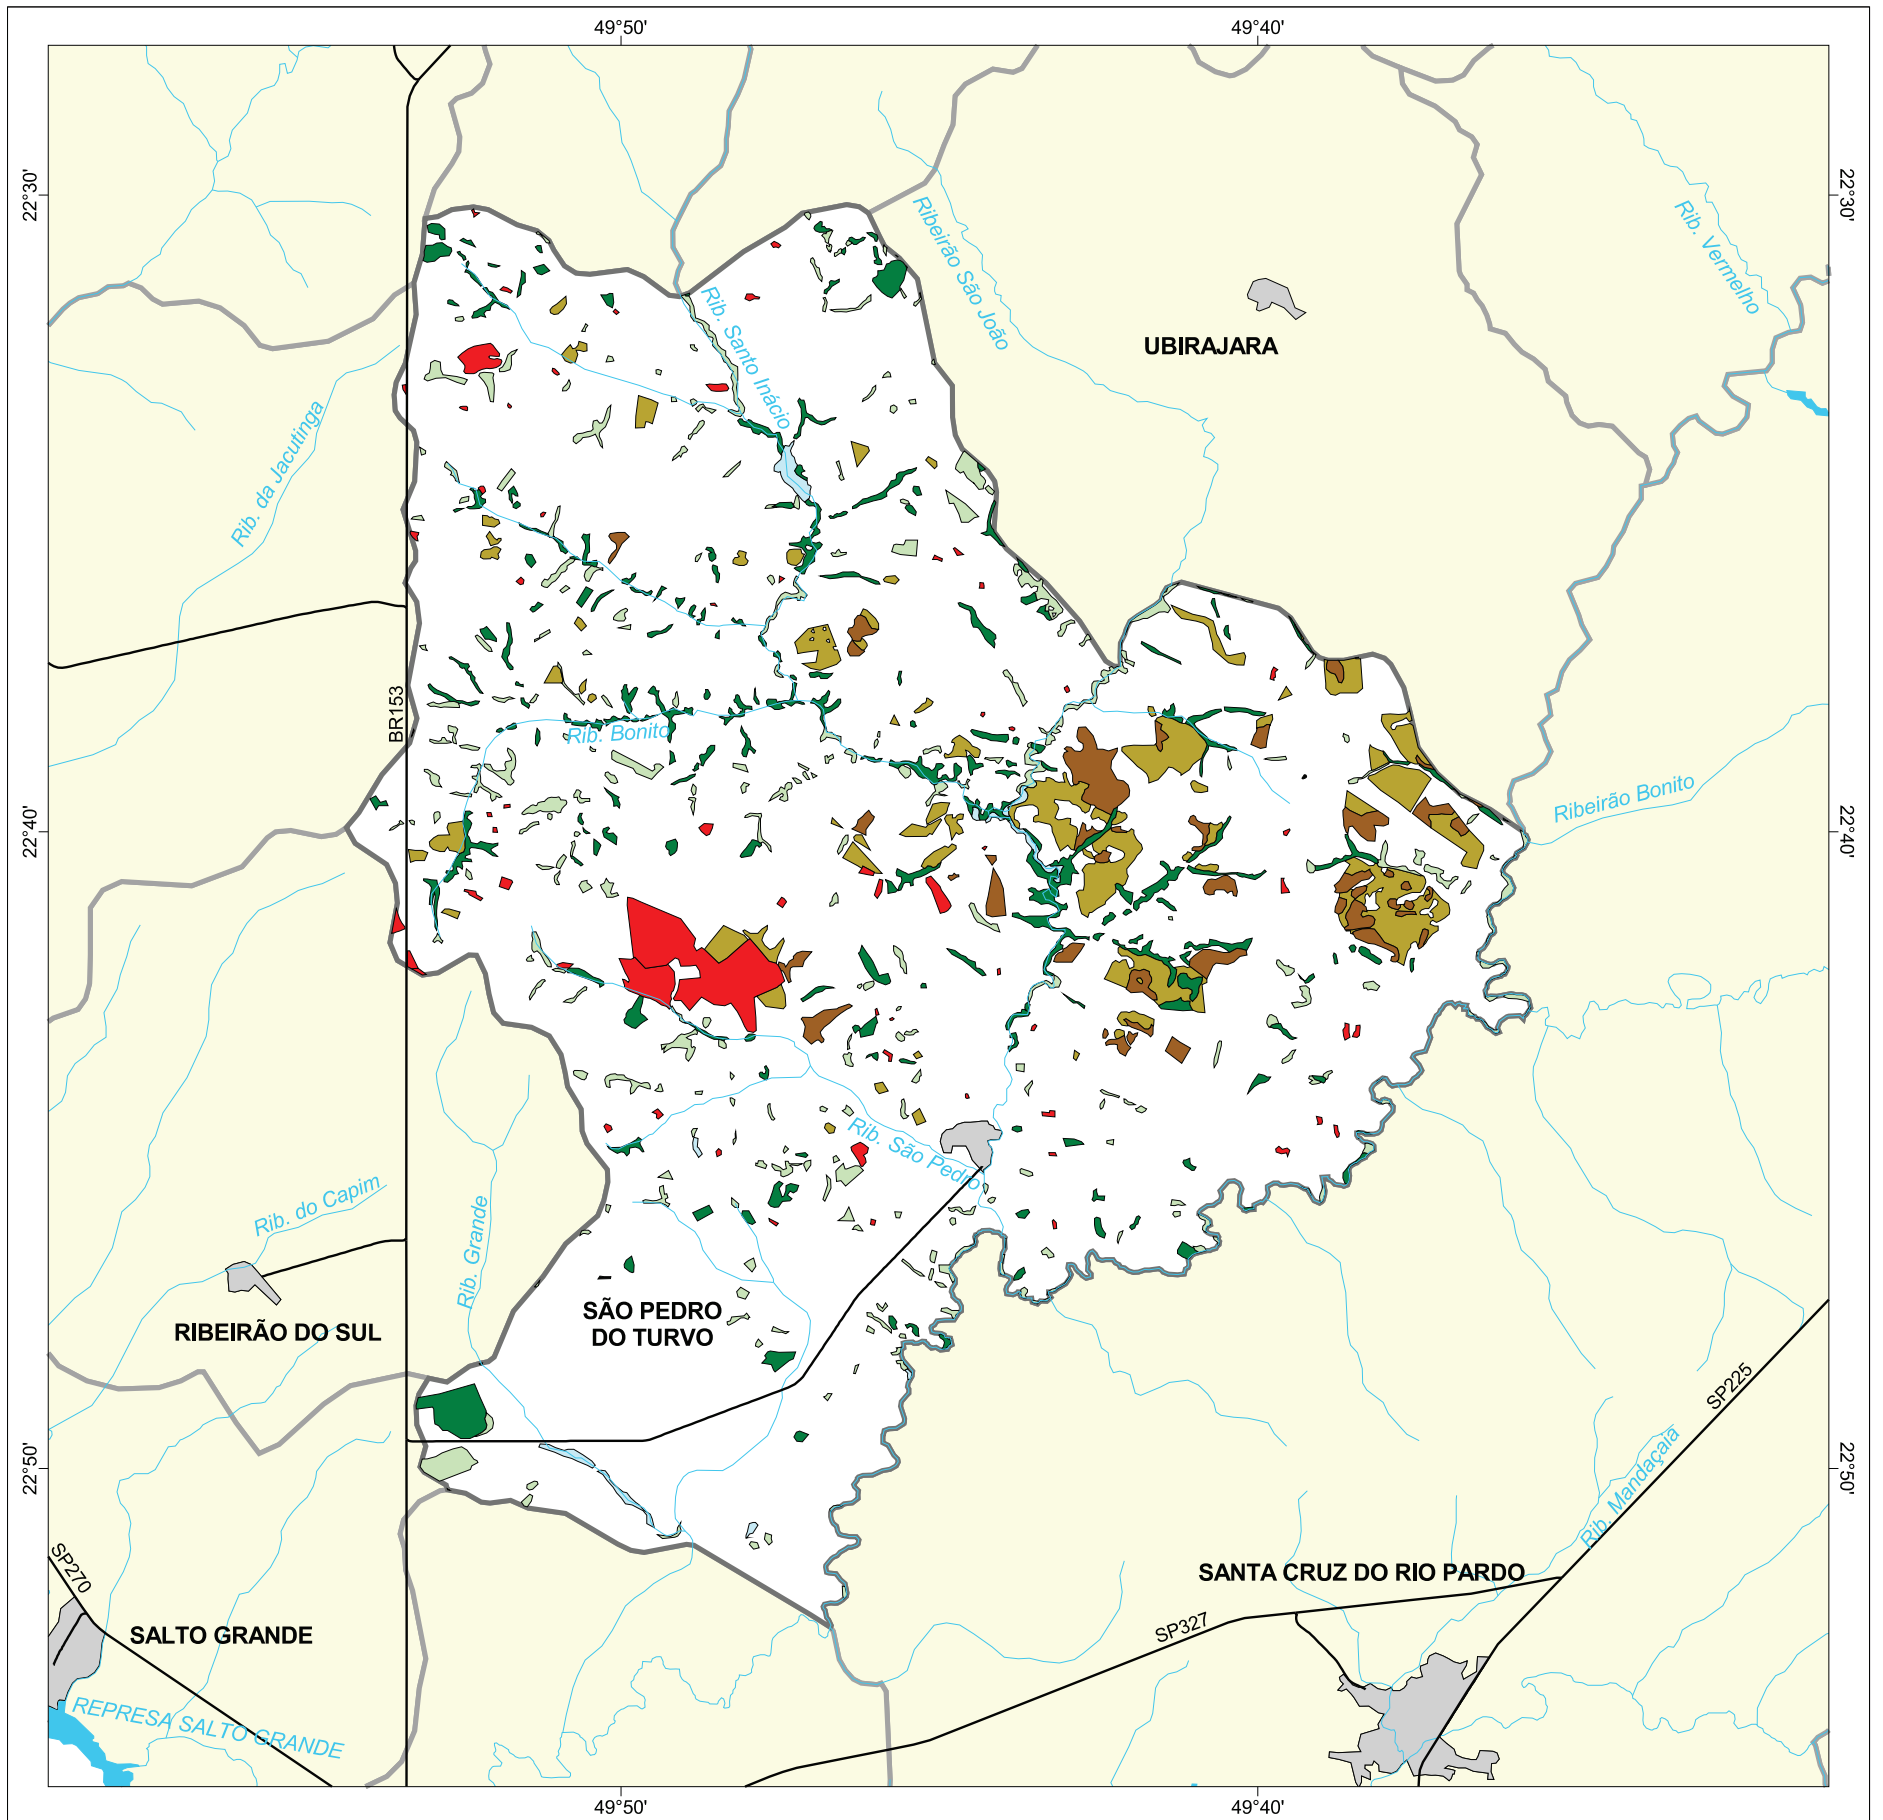 49°50'
49°40'
22°30'
22°30'
Rib. Vermelho
Ribeirão São João
Rib. Santo Inácio
UBIRAJARA
Rib. da Jacutinga
BR153
Rib. Bonito
Ribeirão Bonito
22°40'
22°40'
Rib. São Pedro
Rib. do Capim
Rib. Grande
SÃO PEDRO
DO TURVO
RIBEIRÃO DO SUL
SP225
22°50'
22°50'
Rib. Mandaçaia
SP270
SANTA CRUZ DO RIO PARDO
SP327
SALTO GRANDE
REPRESA SALTO GRANDE
49°50'
49°40'